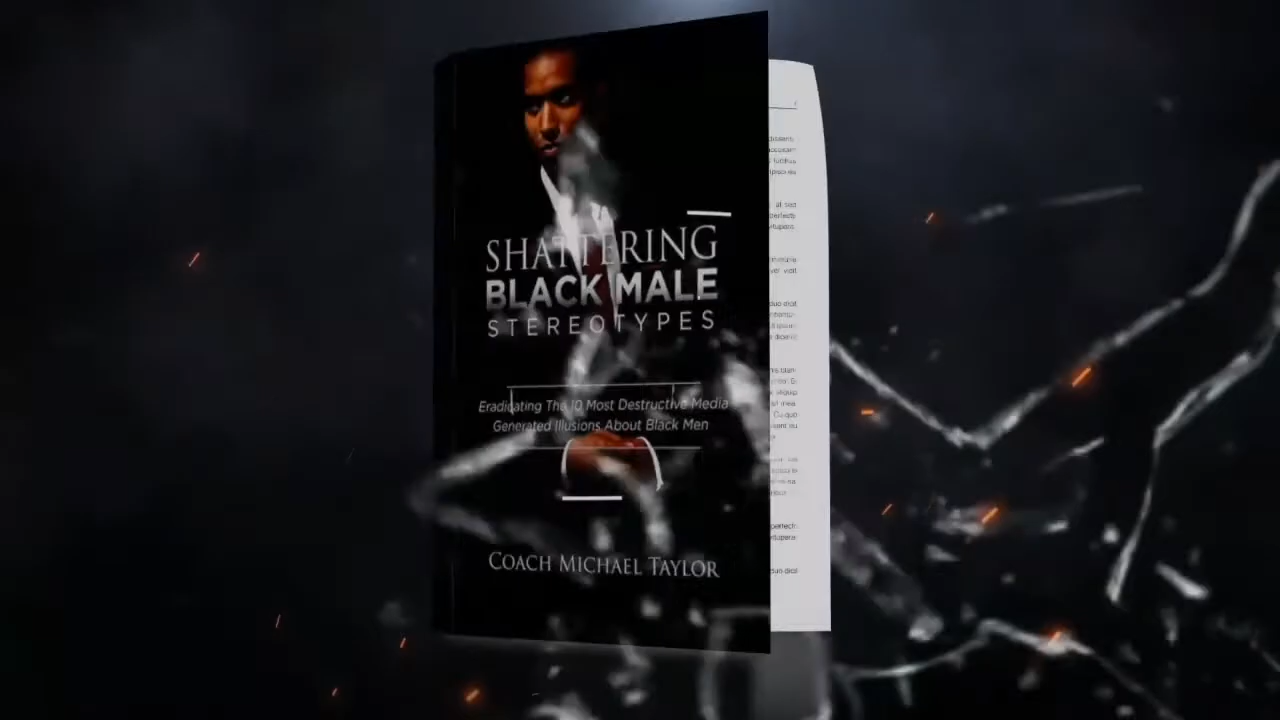 SHATTERING
BLACK MALE
STEREOTYPES
Eradicating The 10 Most Destructive Media
Generated Illusions About Black Men
COACH MICHAEL TAYLOR